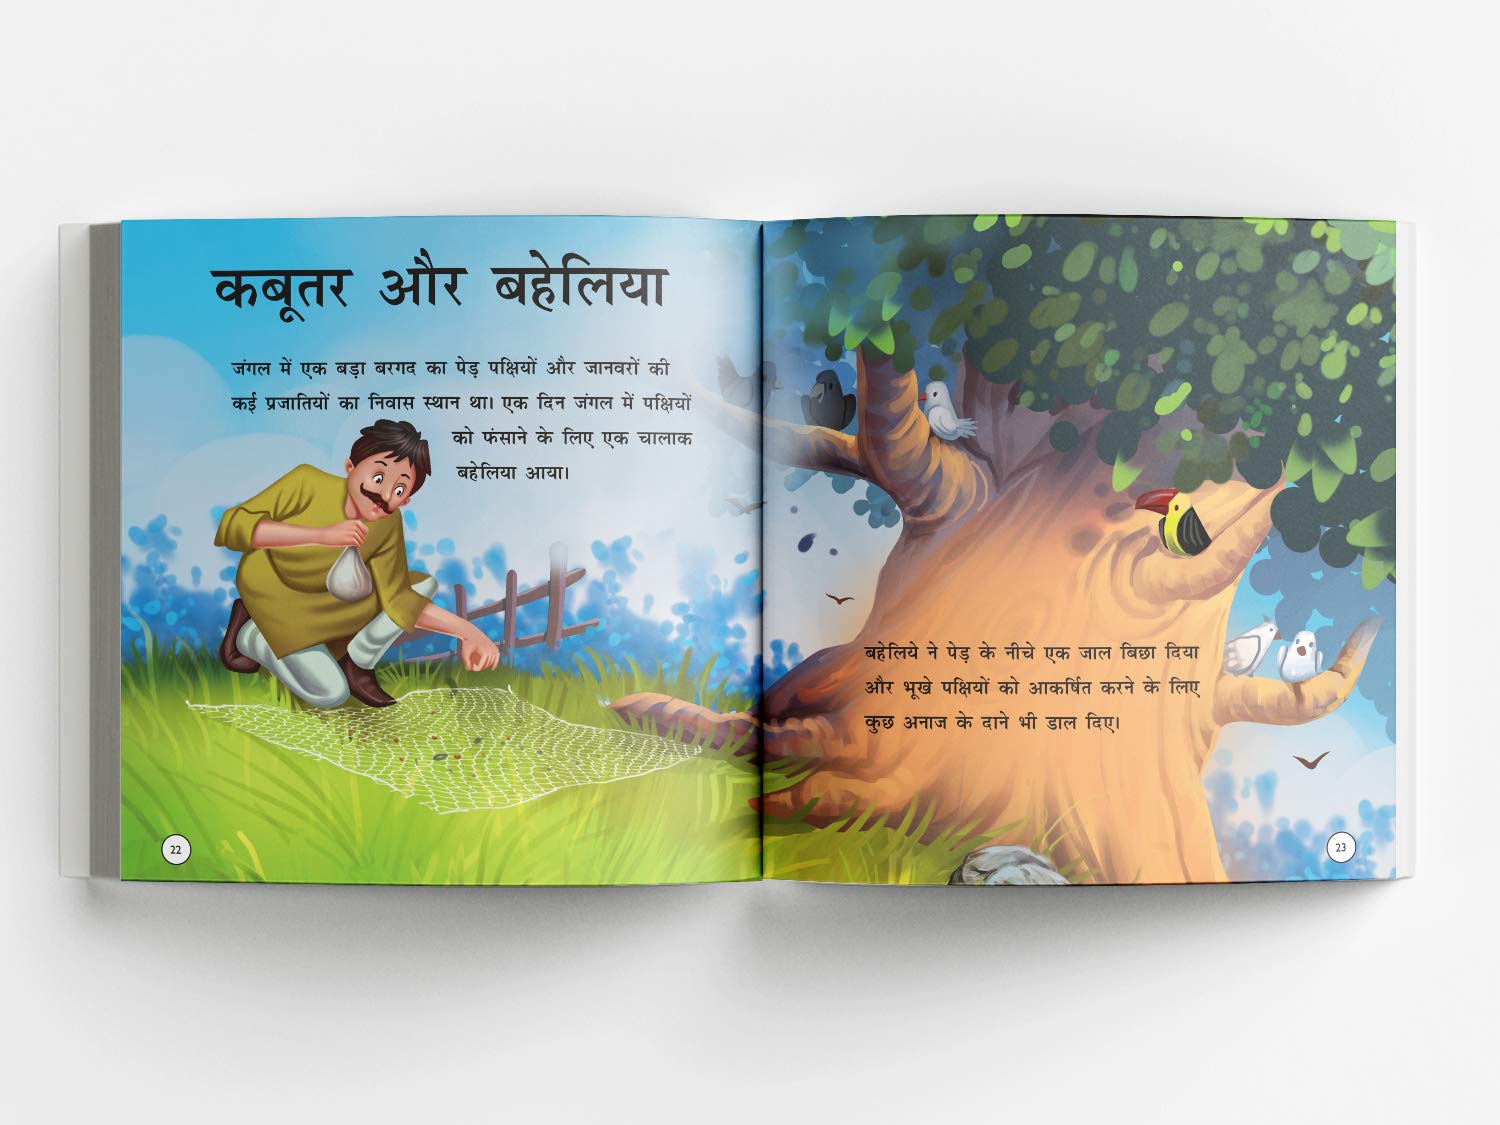 कबूतर और बहेलिया
जंगल में एक बड़ा बरगद का पेड़ पक्षियों और जानवरों की
कई प्रजातियों का निवास स्थान था। एक दिन जंगल में पक्षियों
को फंसाने के लिए एक चालाक
बहेलिया आया।
22
बहेलिये ने पेड़ के नीचे एक जाल बिछा दिया
और भूखे पक्षियों को आकर्षित करने के लिए
कुछ अनाज के दाने भी डाल दिए।
23